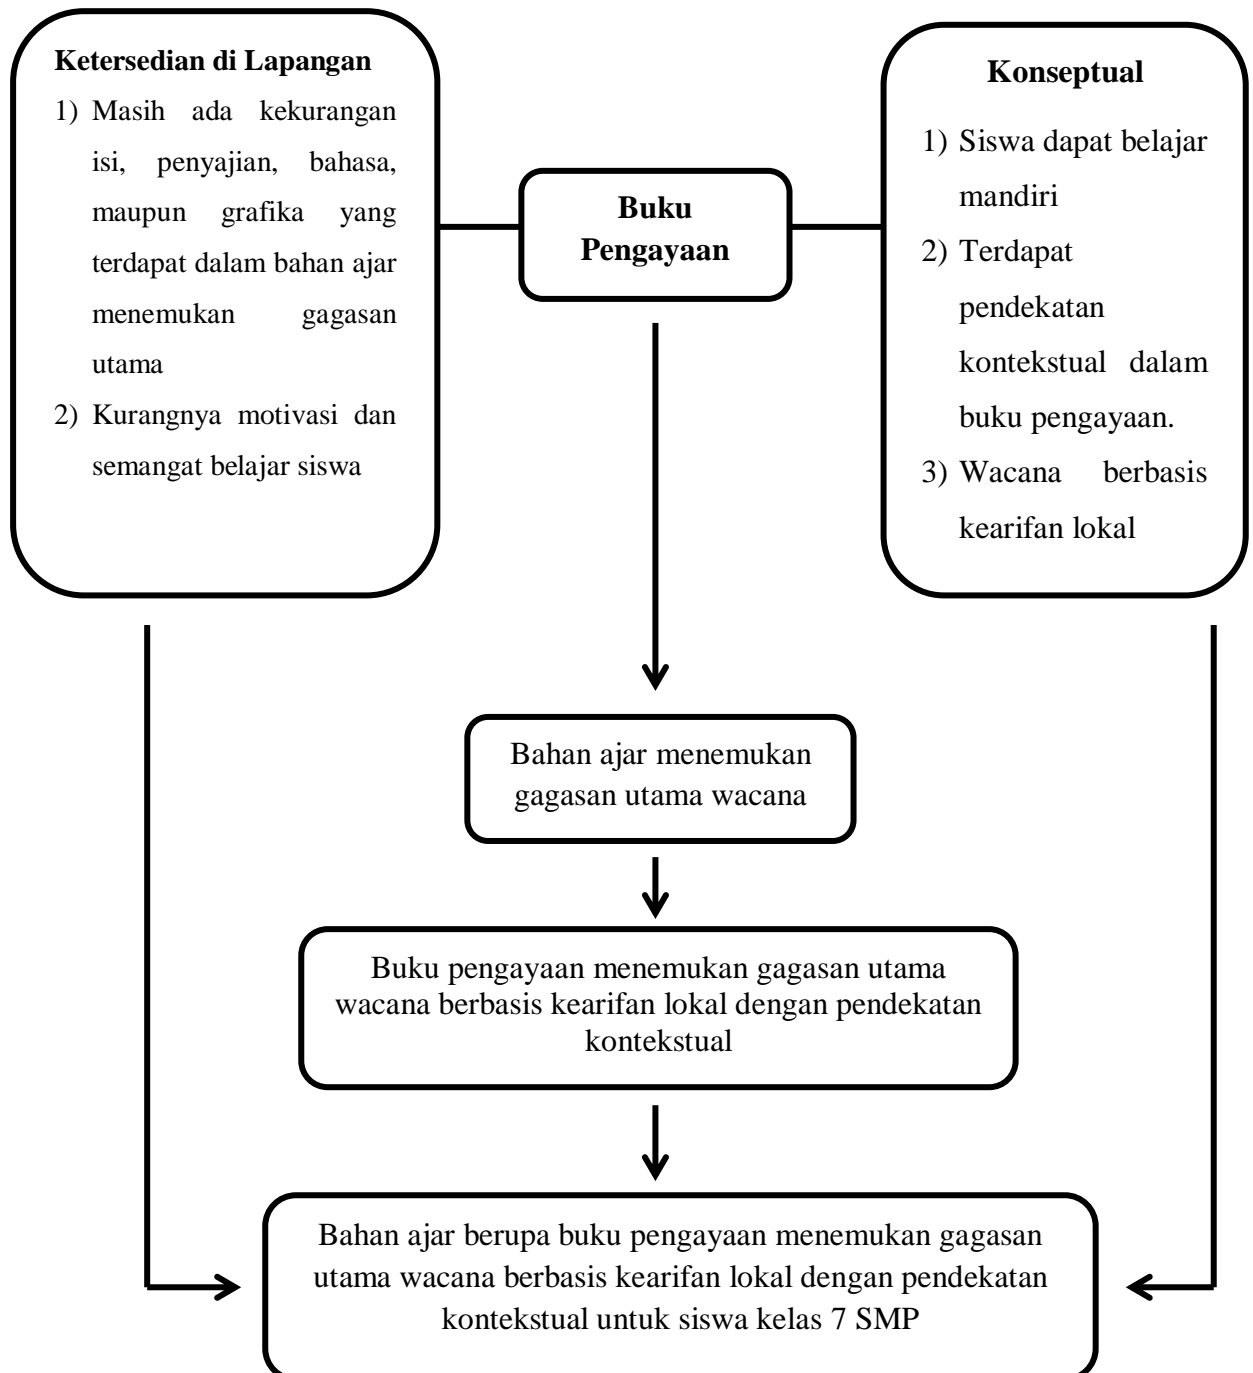 Ketersedian di Lapangan
1) Masih ada kekurangan
isi, penyajian, bahasa,
maupun grafika yang
terdapat dalam bahan ajar
menemukan gagasan
utama
2) Kurangnya motivasi dan
semangat belajar siswa
Buku
Pengayaan
Konseptual
1) Siswa dapat belajar
mandiri
2) Terdapat
pendekatan
kontekstual dalam
buku pengayaan.
3) Wacana berbasis
kearifan lokal
Bahan ajar menemukan
gagasan utama wacana
Buku pengayaan menemukan gagasan utama
wacana berbasis kearifan lokal dengan pendekatan
kontekstual
Bahan ajar berupa buku pengayaan menemukan gagasan
utama wacana berbasis kearifan lokal dengan pendekatan
kontekstual untuk siswa kelas 7 SMP